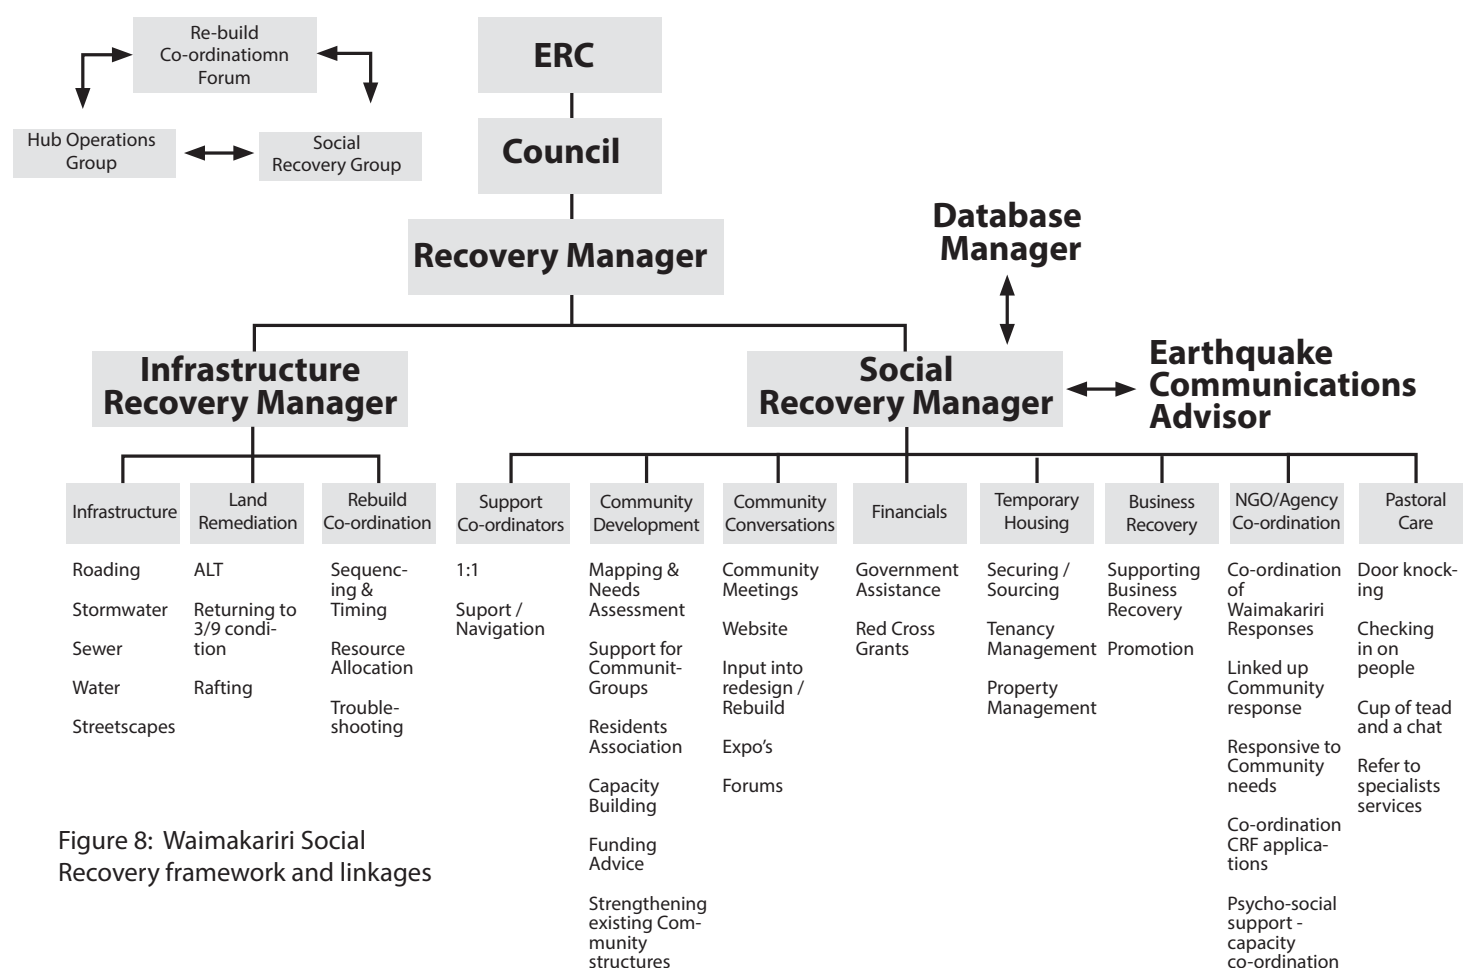 Re-build
Co-ordinatiomn
Forum
Hub Operations
Group
Social
Recovery Group
ERC
Council
Recovery Manager
Database
Manager
Infrastructure
Recovery Manager
Social
Recovery Manager
Earthquake
Communications
Advisor
Infrastructure
Roading
Stormwater
Sewer
Water
Streetscapes
Land
Remediation
ALT
Returning to
3/9 condi-
tion
Rafting
Rebuild
Co-ordination
Sequenc-
ing &
Timing
Resource
Allocation
Trouble-
shooting
Support
Co-ordinators
1:1
Suport /
Navigation
Community
Development
Mapping &
Needs
Assessment
Support for
Communit-
Groups
Residents
Association
Capacity
Building
Funding
Advice
Strengthening
existing Com-
munity
structures
Community
Conversations
Community
Meetings
Website
Input into
redesign /
Rebuild
Expo's
Forums
Financials
Government
Assistance
Red Cross
Grants
Temporary
Housing
Securing /
Sourcing
Tenancy
Management
Property
Management
Business
Recovery
Supporting
Business
Recovery
Promotion
NGO/Agency
Co-ordination
Co-ordination
of
Waimakariri
Responses
Linked up
Community
response
Responsive to
Community
needs
Co-ordination
CRF applica-
tions
Psycho-social
support -
capacity
co-ordination
Pastoral
Care
Door knock-
ing
Checking
in on
people
Cup of tead
and a chat
Refer to
specialists
services
Figure 8: Waimakariri Social
Recovery framework and linkages